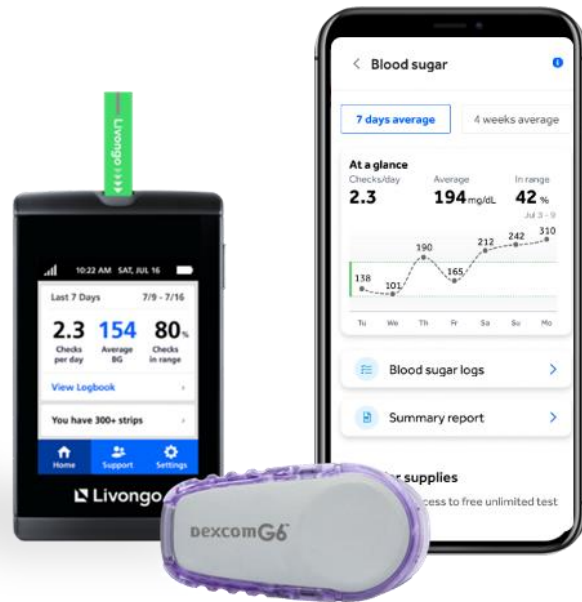 Livongo
10:22 AM SAT, JUL 16
Last 7 Days 7/9 - 7/16
2.3 154 80%
Checks per day Average BG Checks in range
View Logbook
You have 300+ strips
Home Support Settings
Livongo
Dexcom G6
Blood sugar
7 days average 4 weeks average
At a glance
Checks/day Average In range
2.3 194 mg/dL 42 %
Jul 3 - 9
138 101 190 165 212 242 310
Tu We Th Fr Sa Su Mo
Blood sugar logs
Summary report
supplies
to free unlimited test